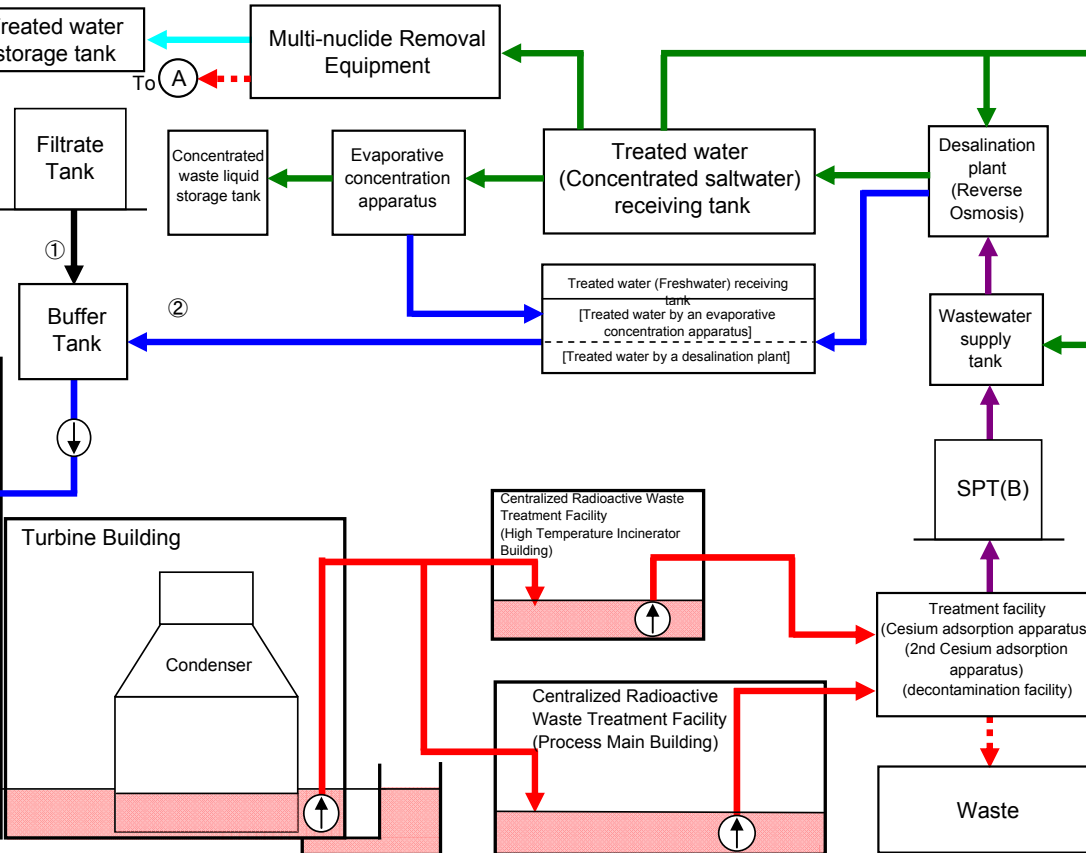 Treated water
storage tank
To
A
Multi-nuclide Removal
Equipment
Filtrate
Tank
Concentrated
waste liquid
storage tank
Evaporative
concentration
apparatus
Treated water
(Concentrated saltwater)
receiving tank
Desalination
plant
(Reverse
Osmosis)
①
②
Buffer
Tank
Treated water (Freshwater) receiving
tank
[Treated water by an evaporative
concentration apparatus]
[Treated water by a desalination plant]
Wastewater
supply
tank
SPT(B)
Turbine Building
Condenser
Centralized Radioactive Waste
Treatment Facility
(High Temperature Incinerator
Building)
Centralized Radioactive
Waste Treatment Facility
(Process Main Building)
Treatment facility
(Cesium adsorption apparatus
(2nd Cesium adsorption
apparatus)
(decontamination facility)
Waste